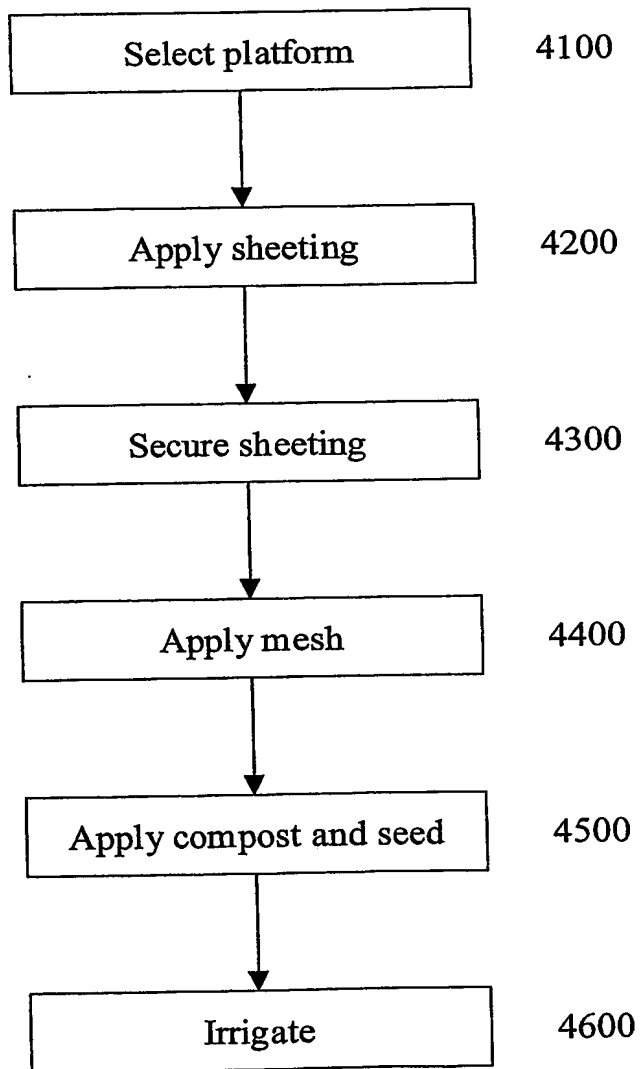 Select platform 4100
Apply sheeting 4200
Secure sheeting 4300
Apply mesh 4400
Apply compost and seed 4500
Irrigate 4600